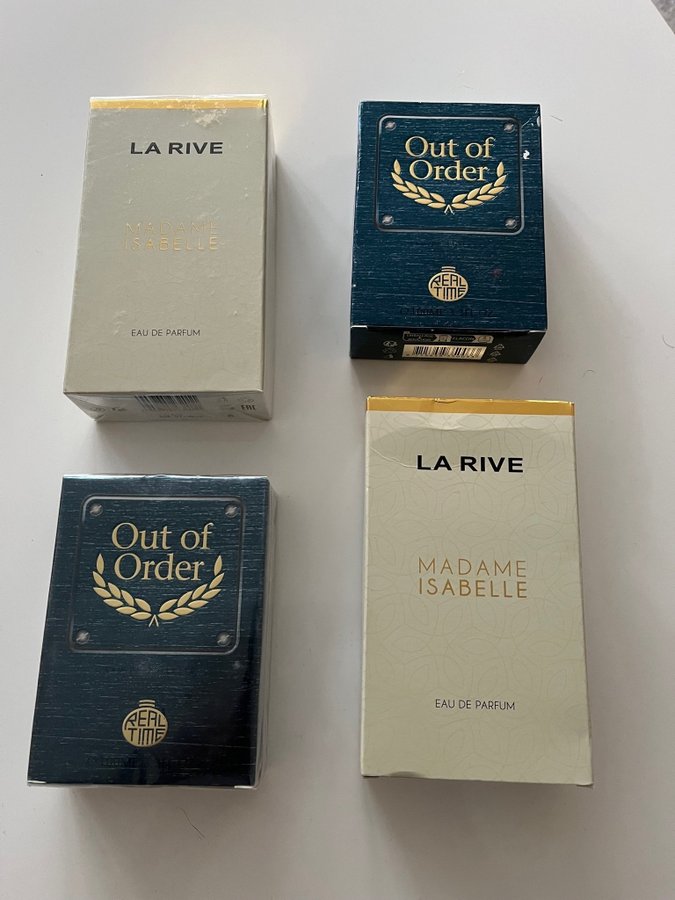 LA RIVE
MADAME
ISABELLE
EAU DE PARFUM
EAC
Out of
Order
REAL
TIME
Out of
Order
REAL
TIME
LA RIVE
MADAME
ISABELLE
EAU DE PARFUM